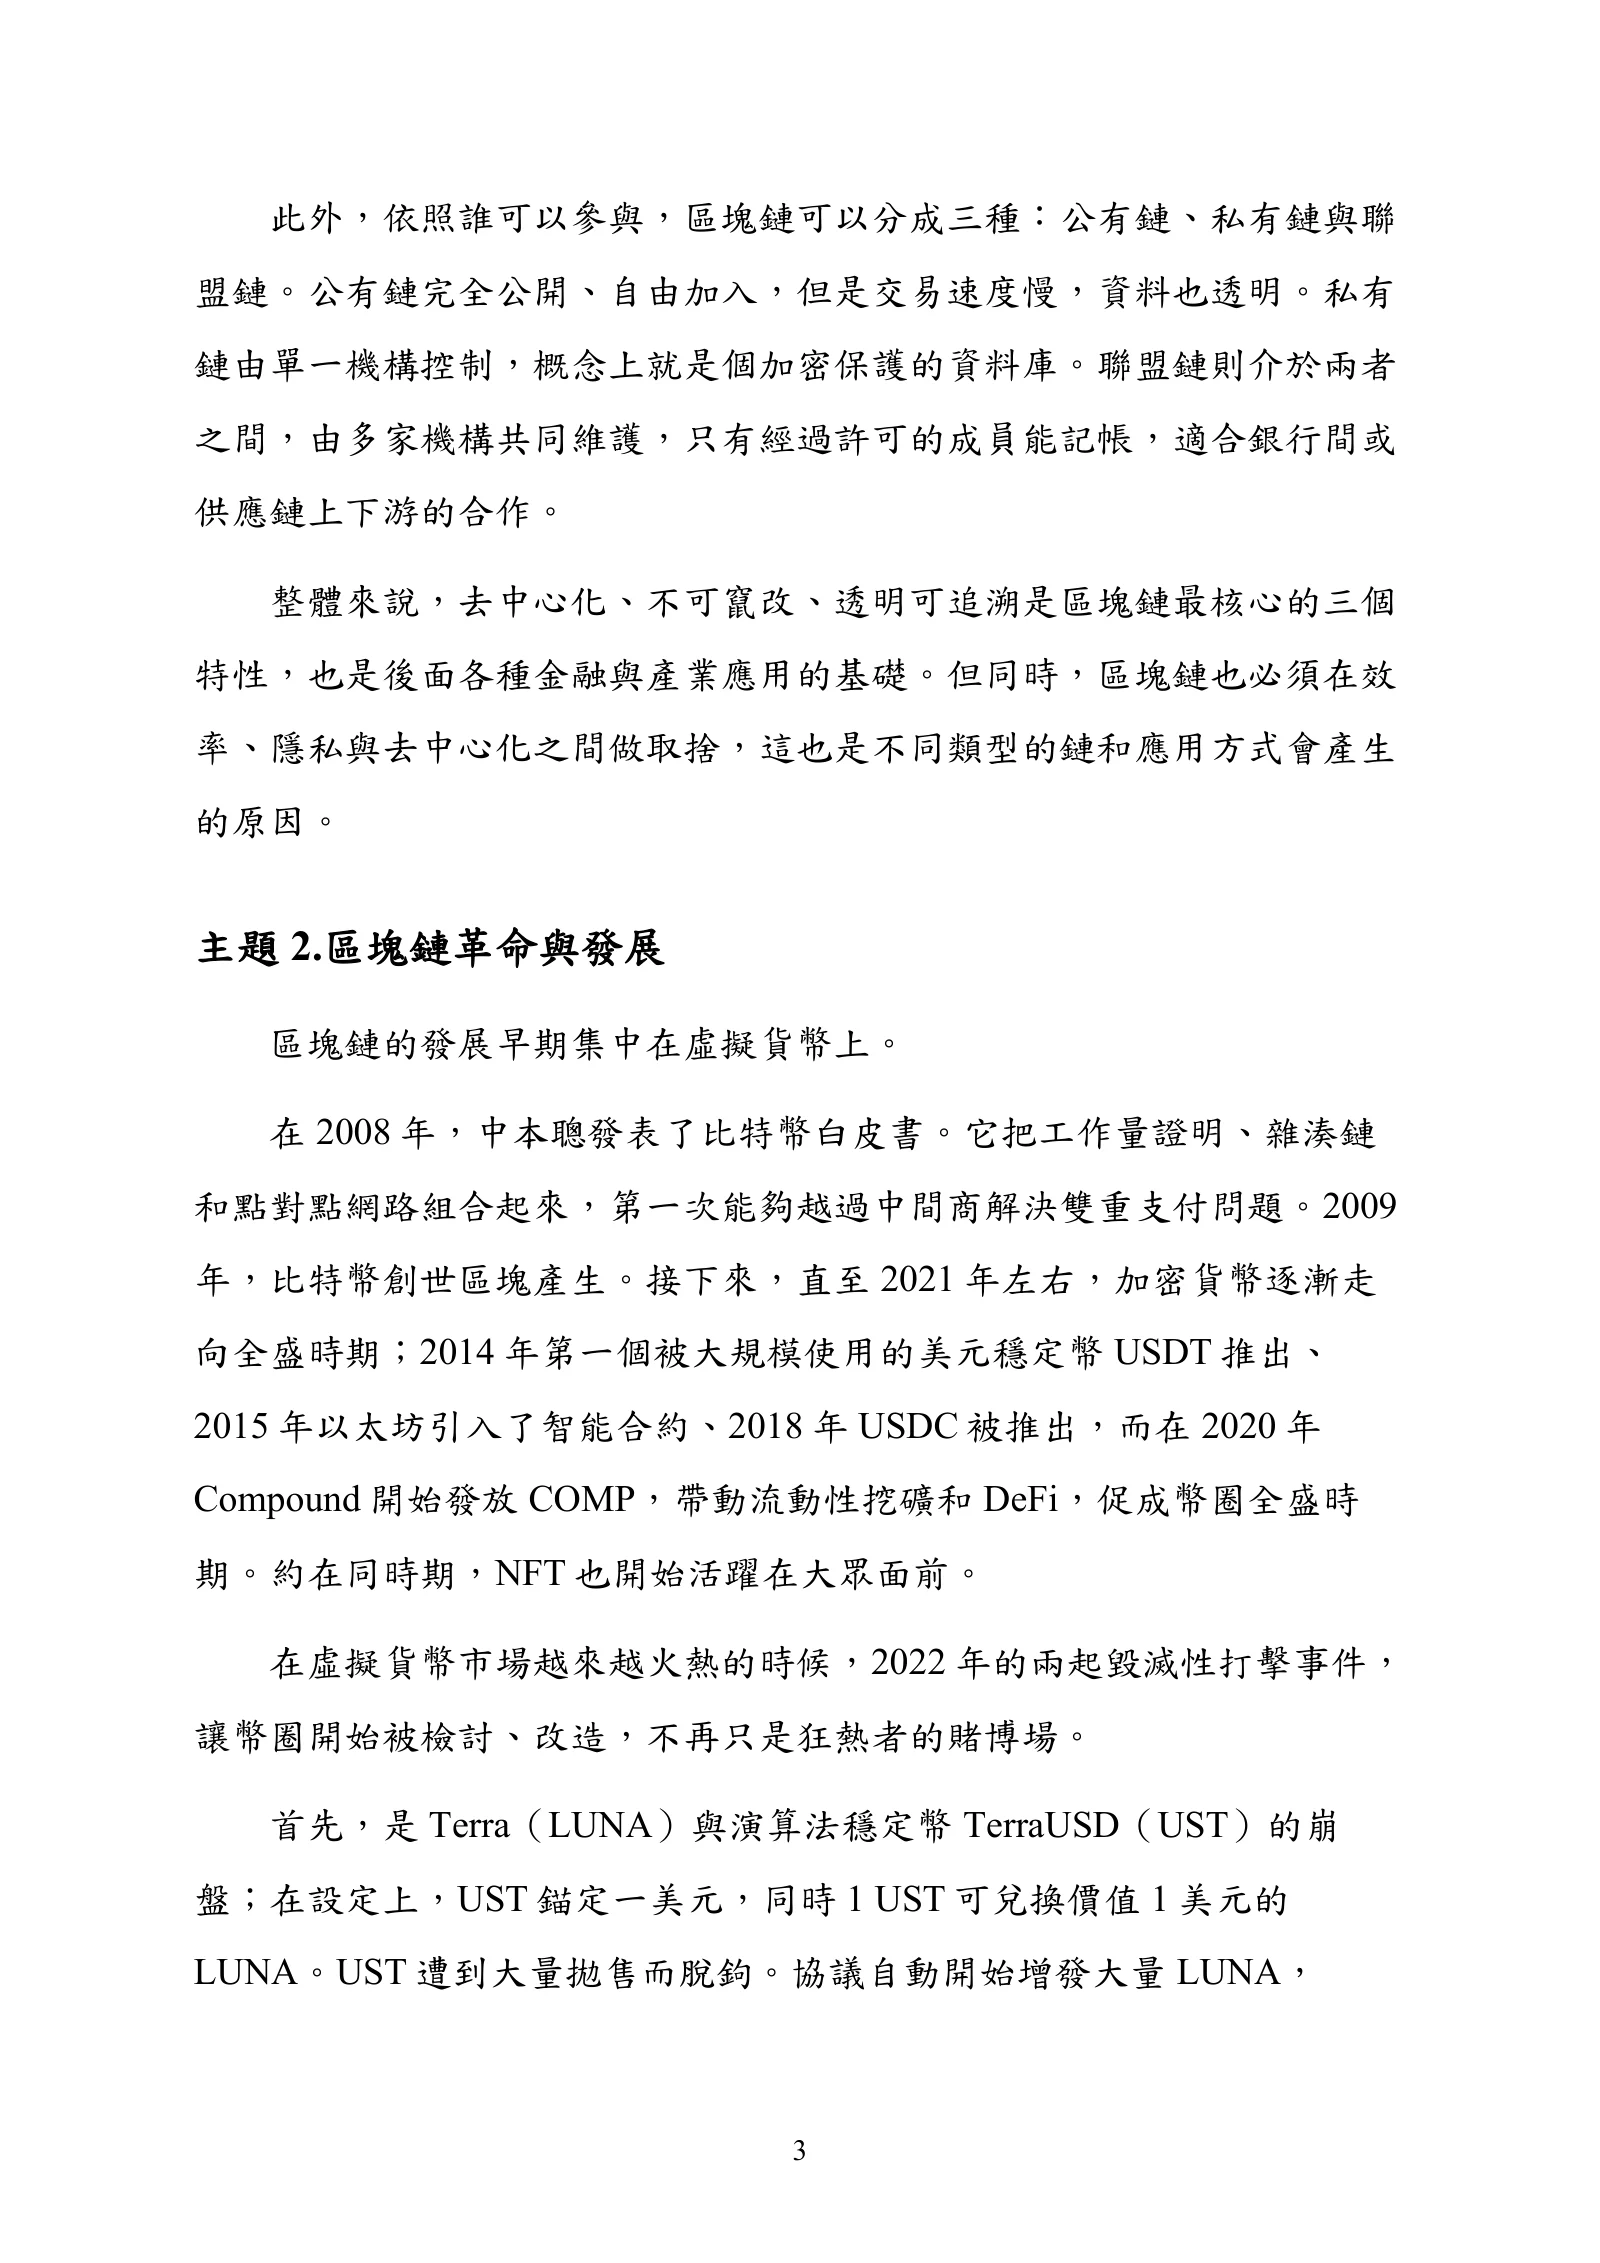 此外，依照誰可以參與，區塊鏈可以分成三種：公有鏈、私有鏈與聯
盟鏈。公有鏈完全公開、自由加入，但是交易速度慢，資料也透明。私有
鏈由單一機構控制，概念上就是個加密保護的資料庫。聯盟鏈則介於兩者
之間，由多家機構共同維護，只有經過許可的成員能記帳，適合銀行間或
供應鏈上下游的合作。
整體來說，去中心化、不可竄改、透明可追溯是區塊鏈最核心的三個
特性，也是後面各種金融與產業應用的基礎。但同時，區塊鏈也必須在效
率、隱私與去中心化之間做取捨，這也是不同類型的鏈和應用方式會產生
的原因。
主題 2.區塊鏈革命與發展
區塊鏈的發展早期集中在虛擬貨幣上。
在 2008 年，中本聰發表了比特幣白皮書。它把工作量證明、雜湊鏈
和點對點網路組合起來，第一次能夠越過中間商解決雙重支付問題。2009
年，比特幣創世區塊產生。接下來，直至 2021 年左右，加密貨幣逐漸走
向全盛時期；2014 年第一個被大規模使用的美元穩定幣 USDT 推出、
2015 年以太坊引入了智能合約、2018 年 USDC 被推出，而在 2020 年
Compound 開始發放 COMP，帶動流動性挖礦和 DeFi，促成幣圈全盛時
期。約在同時期，NFT 也開始活躍在大眾面前。
在虛擬貨幣市場越來越火熱的時候，2022 年的兩起毀滅性打擊事件，
讓幣圈開始被檢討、改造，不再只是狂熱者的賭博場。
首先，是 Terra（LUNA）與演算法穩定幣 TerraUSD（UST）的崩
盤；在設定上，UST 錨定一美元，同時 1 UST 可兌換價值 1 美元的
LUNA。UST 遭到大量拋售而脫鉤。協議自動開始增發大量 LUNA，
3